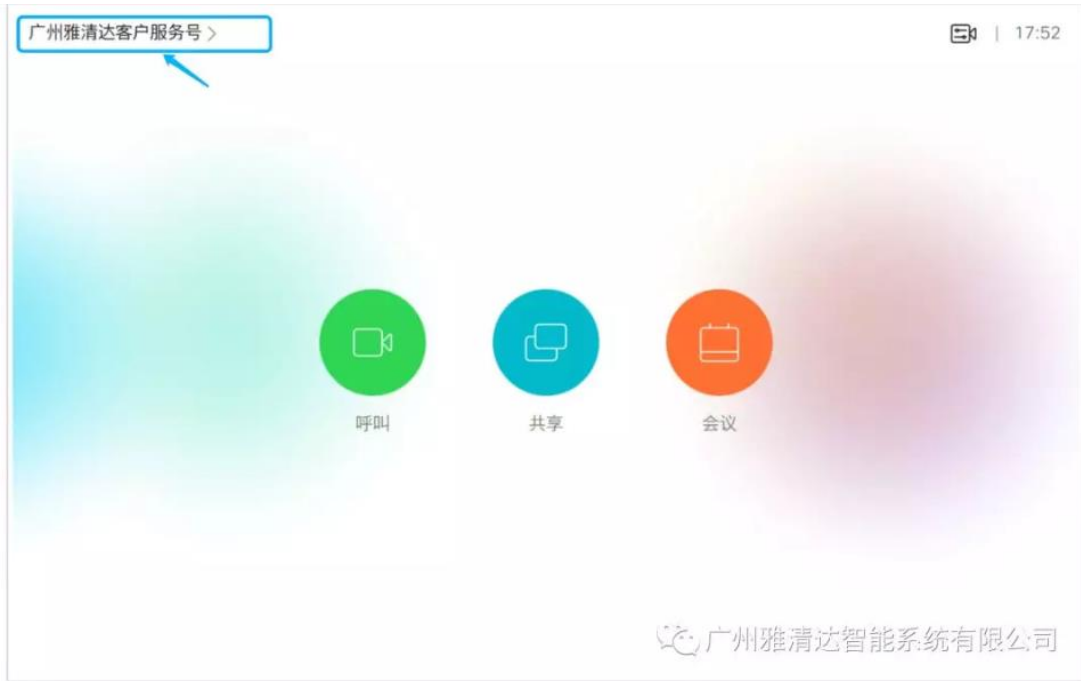 广州雅清达客户服务号 >
| 17:52
呼叫
共享
会议
广州雅清达智能系统有限公司